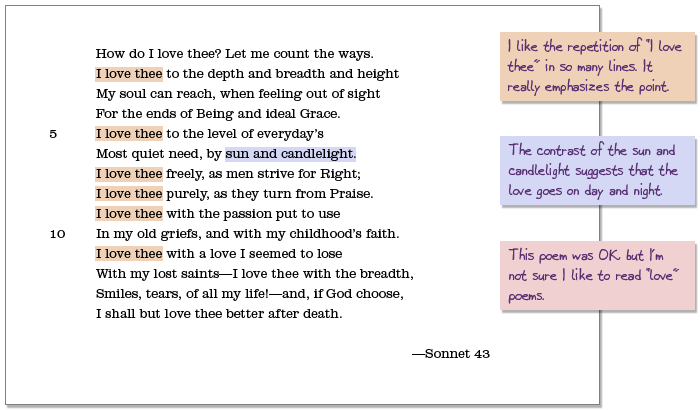 How do I love thee? Let me count the ways.
I love thee to the depth and breadth and height
My soul can reach, when feeling out of sight
For the ends of Being and ideal Grace.
5 I love thee to the level of everyday's
Most quiet need, by sun and candlelight.
I love thee freely, as men strive for Right;
I love thee purely, as they turn from Praise.
I love thee with the passion put to use
10 In my old griefs, and with my childhood's faith.
I love thee with a love I seemed to lose
With my lost saints—I love thee with the breadth,
Smiles, tears, of all my life!—and, if God choose,
I shall but love thee better after death.
—Sonnet 43
I like the repetition of "I love
thee" in so many lines. It
really emphasizes the point.
The contrast of the sun and
candlelight suggests that the
love goes on day and night.
This poem was OK but I'm
not sure I like to read "love"
poems.